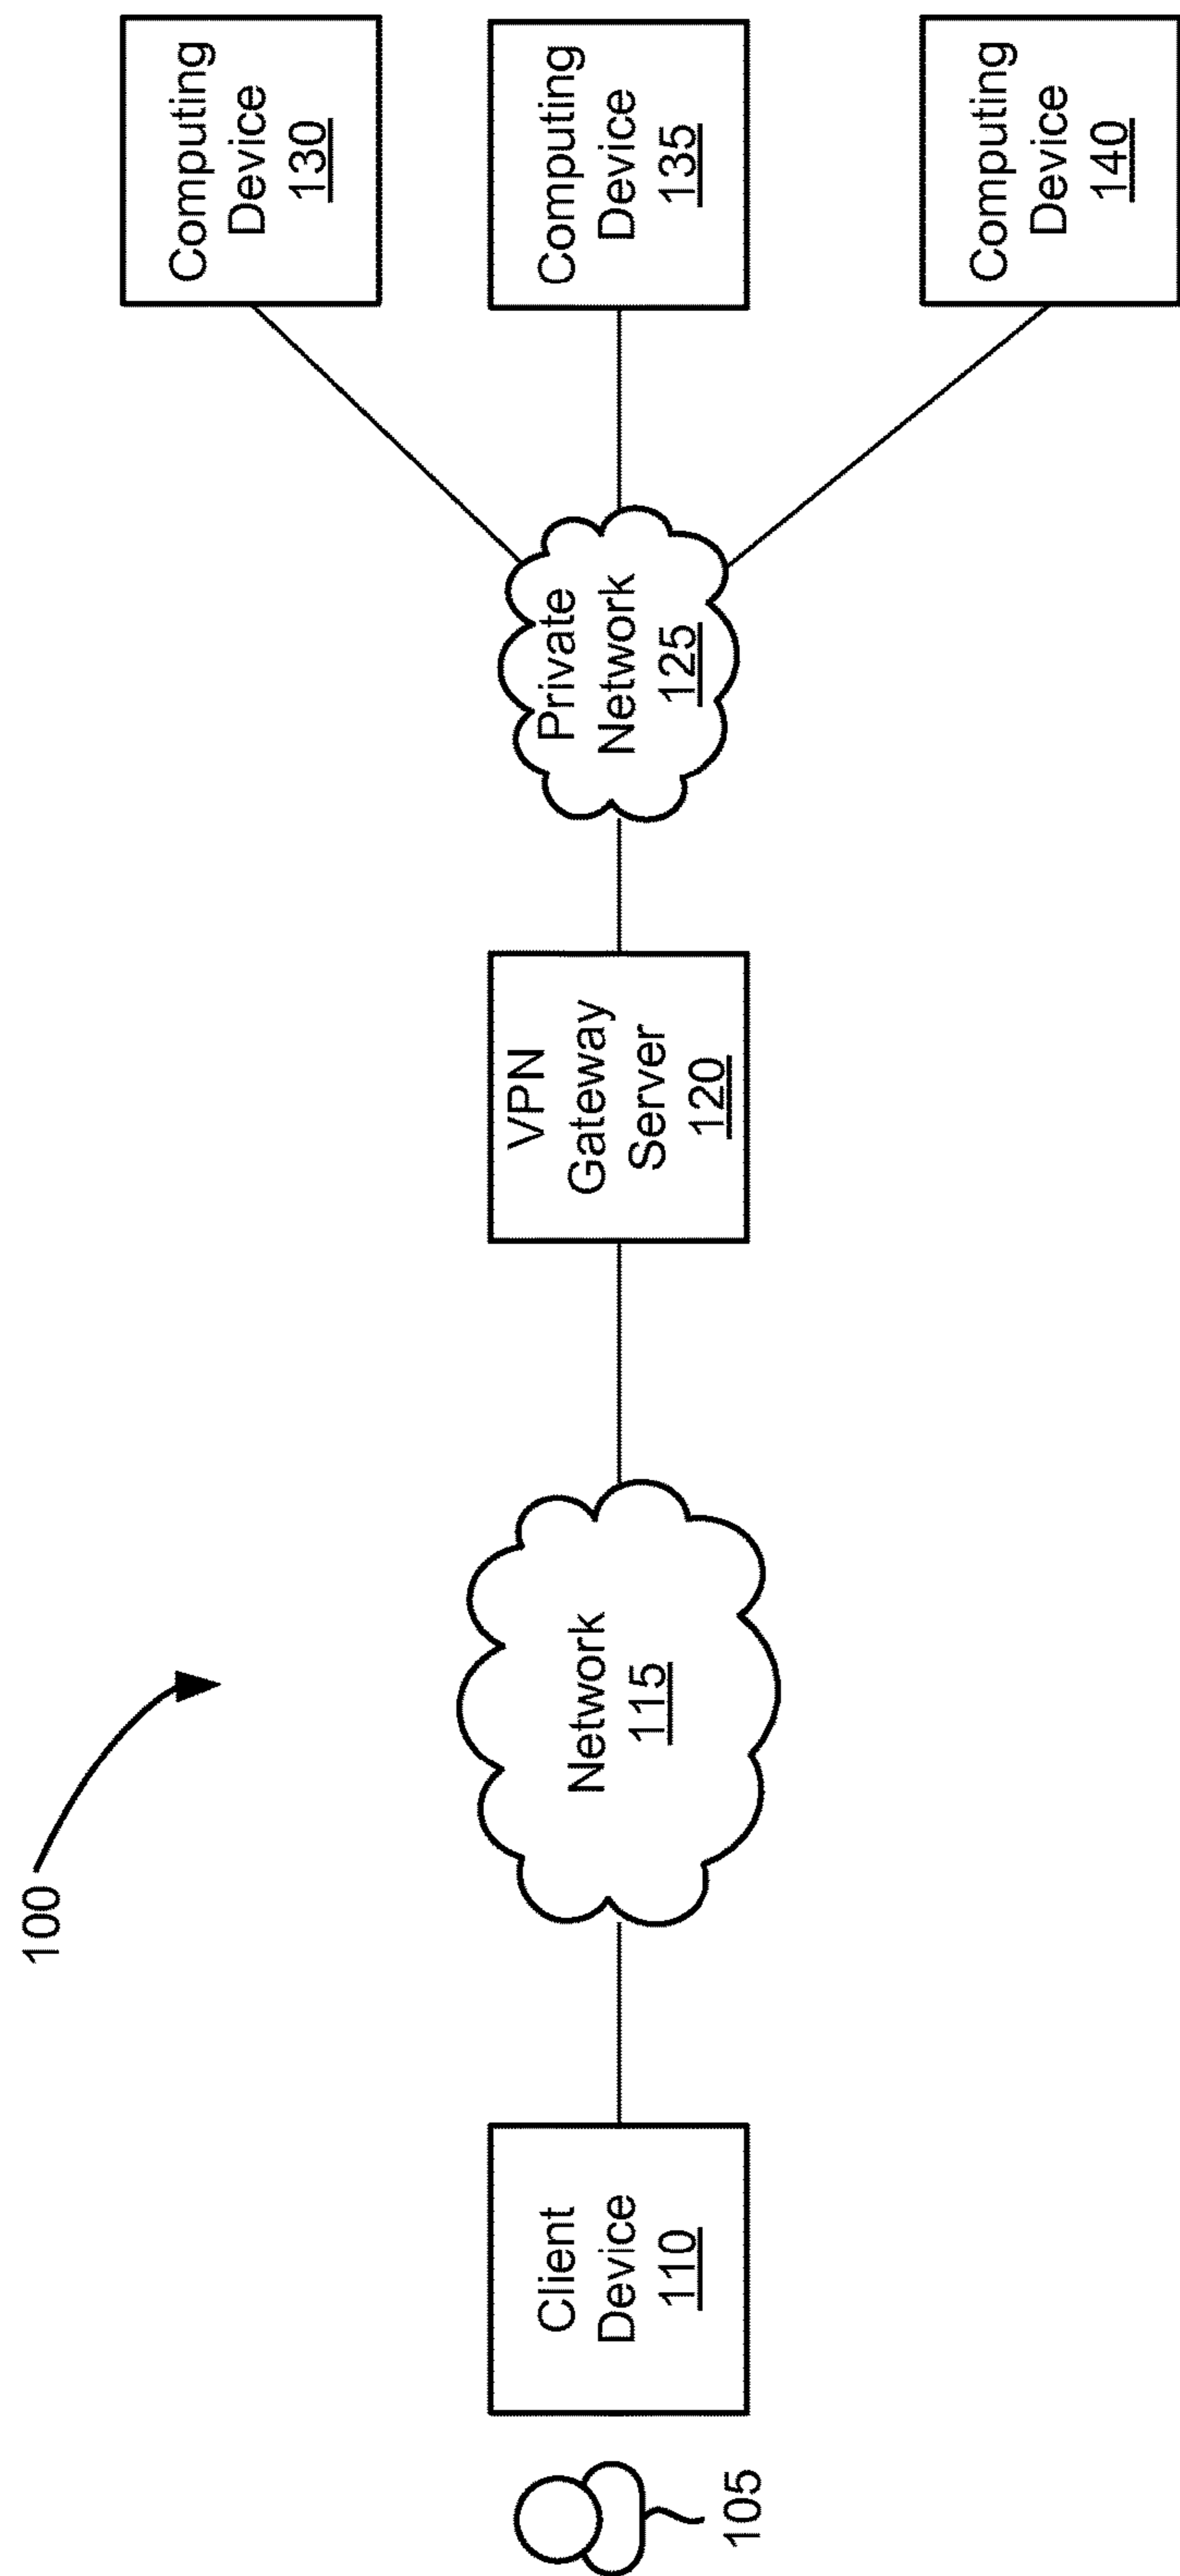 100
105
Client
Device
110
Network
115
VPN
Gateway
Server
120
Private
Network
125
Computing
Device
130
Computing
Device
135
Computing
Device
140